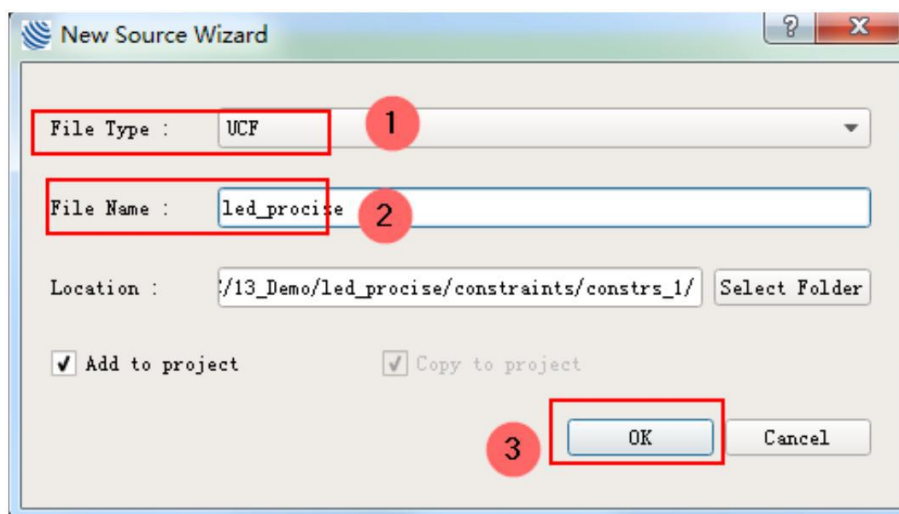 New Source Wizard
File Type : UCF 1
File Name : led_procise 2
Location : :/13_Demo/led_procise/constraints/constrs_1/ Select Folder
Add to project Copy to project
3 OK Cancel